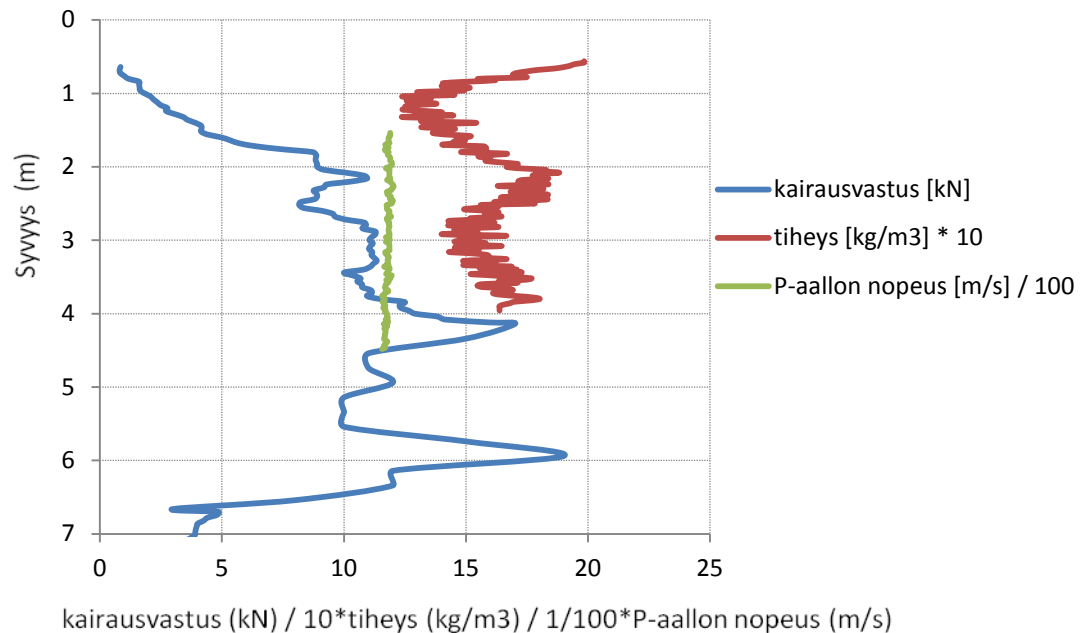 0
1
2
3
4
5
6
7
Syvyys (m)
0 5 10 15 20 25
kairausvastus [kN]
tiheys [kg/m3] * 10
P-aallon nopeus [m/s] / 100
kairausvastus (kN) / 10*tiheys (kg/m3) / 1/100*P-aallon nopeus (m/s)